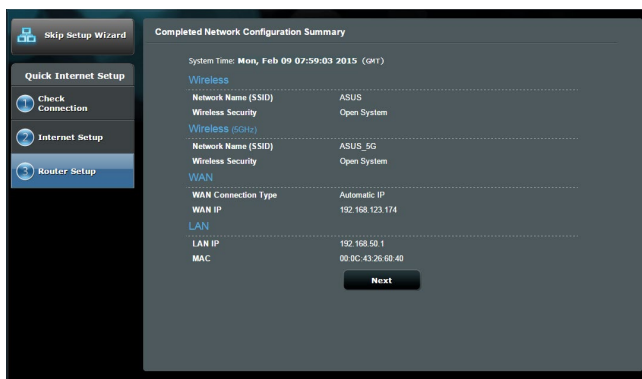 Skip Setup Wizard
Quick Internet Setup
1 Check Connection
2 Internet Setup
3 Router Setup
Completed Network Configuration Summary
System Time: Mon, Feb 09 07:59:03 2015 (GMT)
Wireless
Network Name (SSID) ASUS
Wireless Security Open System
Wireless (5GHz)
Network Name (SSID) ASUS_5G
Wireless Security Open System
WAN
WAN Connection Type Automatic IP
WAN IP 192.168.123.174
LAN
LAN IP 192.168.50.1
MAC 00:0C:43:26:60:40
Next